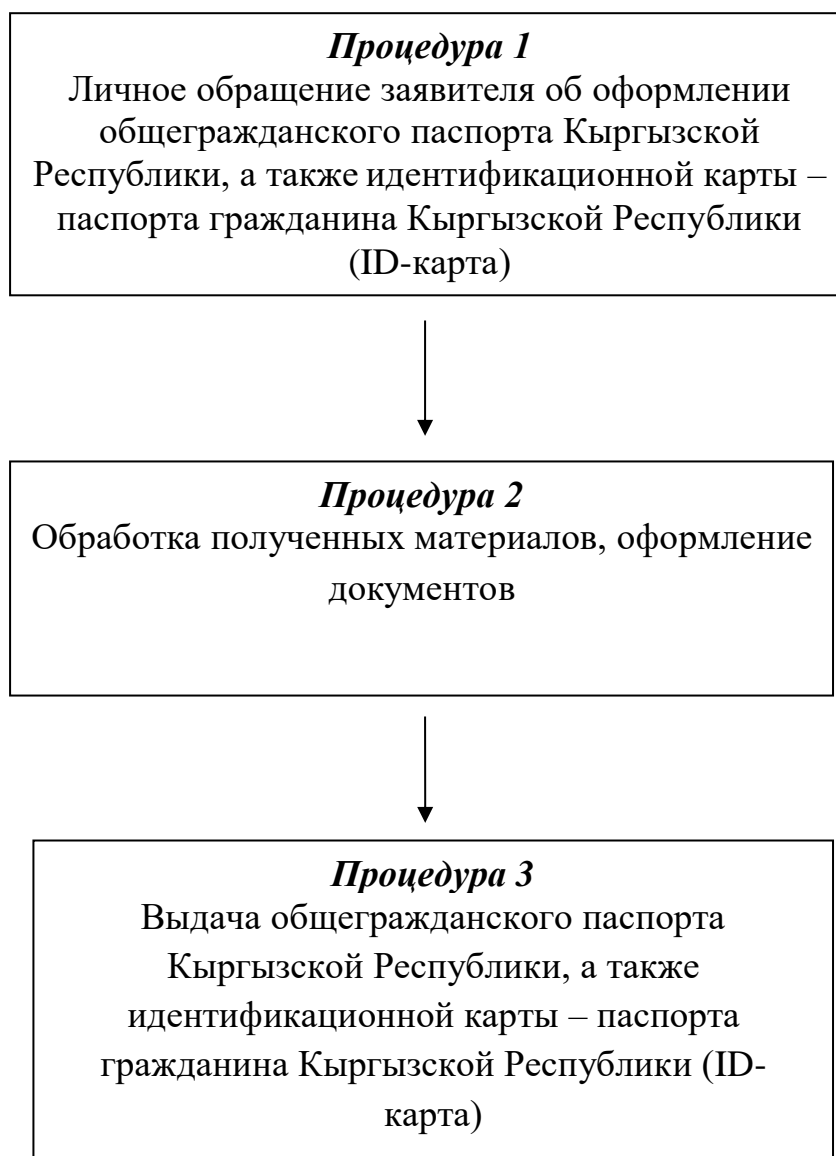 Процедура 1
Личное обращение заявителя об оформлении
общегражданского паспорта Кыргызской
Республики, а также идентификационной карты –
паспорта гражданина Кыргызской Республики
(ID-карта)
Процедура 2
Обработка полученных материалов, оформление
документов
Процедура 3
Выдача общегражданского паспорта
Кыргызской Республики, а также
идентификационной карты – паспорта
гражданина Кыргызской Республики (ID-
карта)